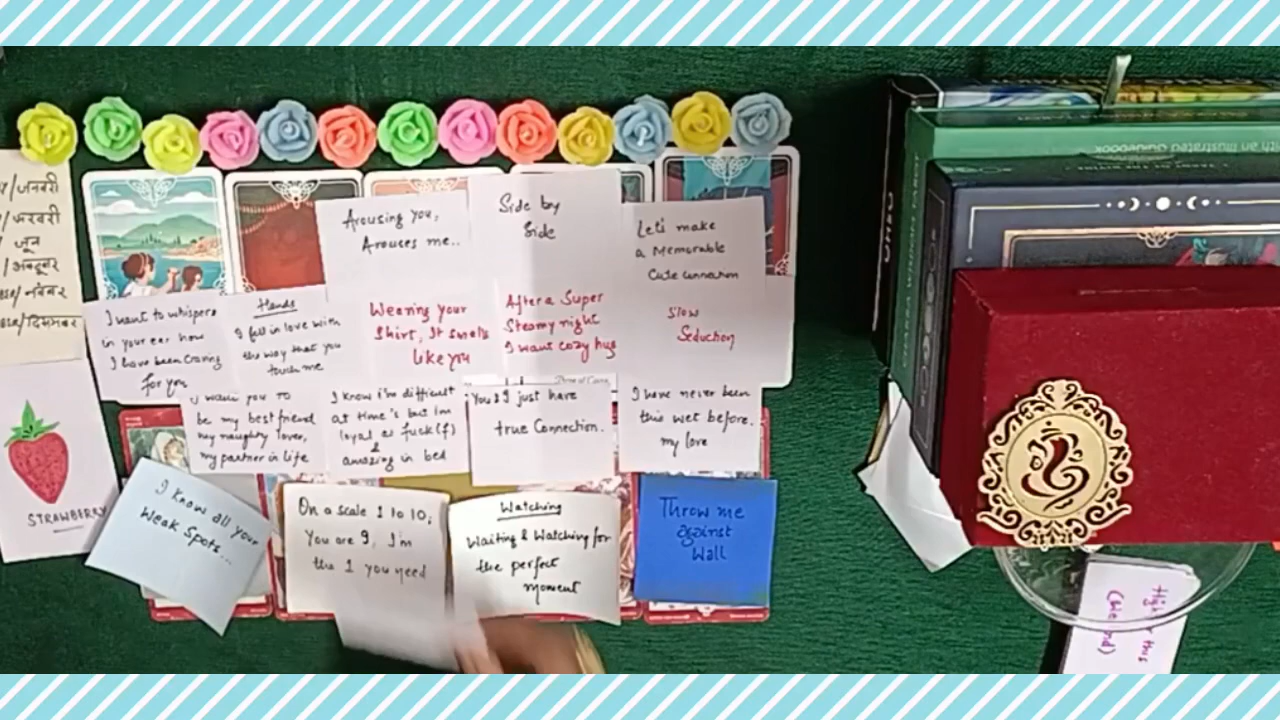 /जनवरी
/फरवरी
/जून
/अक्टूबर
/नवंबर
/दिसम्बर
STRAWBERRY
Arousing you,
Arouses me..
Side by
Side
Let's make
a Memorable
Cute connection
I want to whisper
in your ear how
I have been craving
for you
Hands
I fell in love with
the way that you
touch me
Wearing your
Shirt, It smells
like you
After a Super
Steamy night
I want cozy hug
Slow
Seduction
be my best friend
my naughty lover,
my partner in life
I know i'm difficult
at time's but Im
loyal as fuck(f)
&
amazing in bed
You & I just have
true Connection.
I have never been
this wet before.
my love
I know all your
Weak Spots...
On a scale 1 to 10,
You are 9, I'm
the 1 you need
Watching
Waiting & Watching for
the perfect
moment
Throw me
against
Wall
with an Illustrated Guidebook